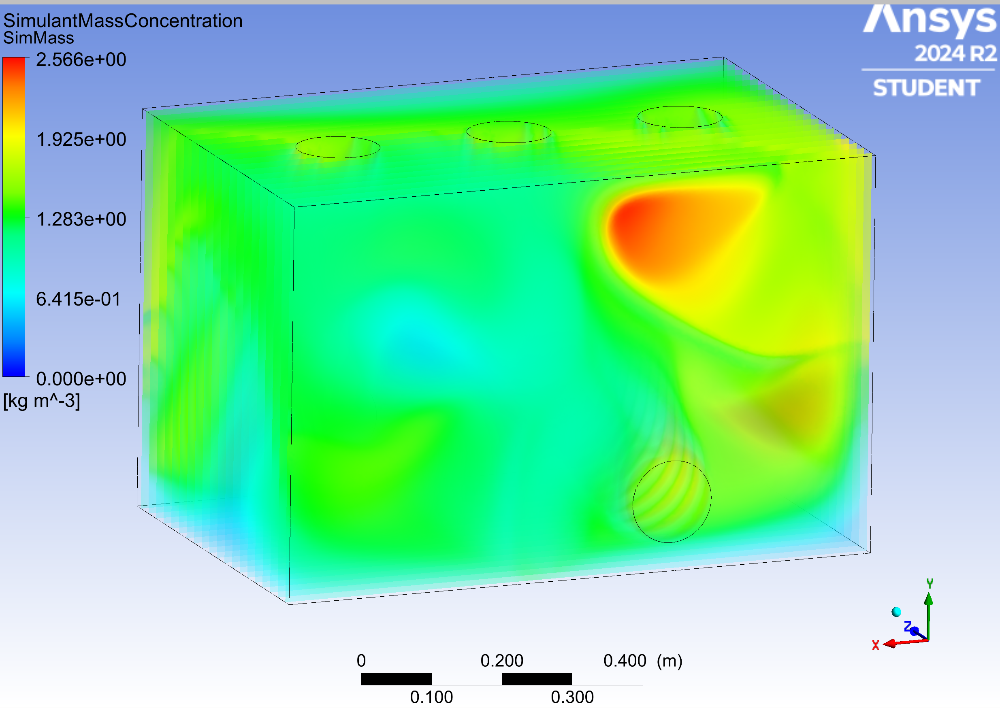 SimulantMassConcentration
SimMass
2.566e+00
1.925e+00
1.283e+00
6.415e-01
0.000e+00
[kg m^-3]
Ansys
2024 R2
STUDENT
Y
Z
X
0 0.200 0.400 (m)
0.100 0.300